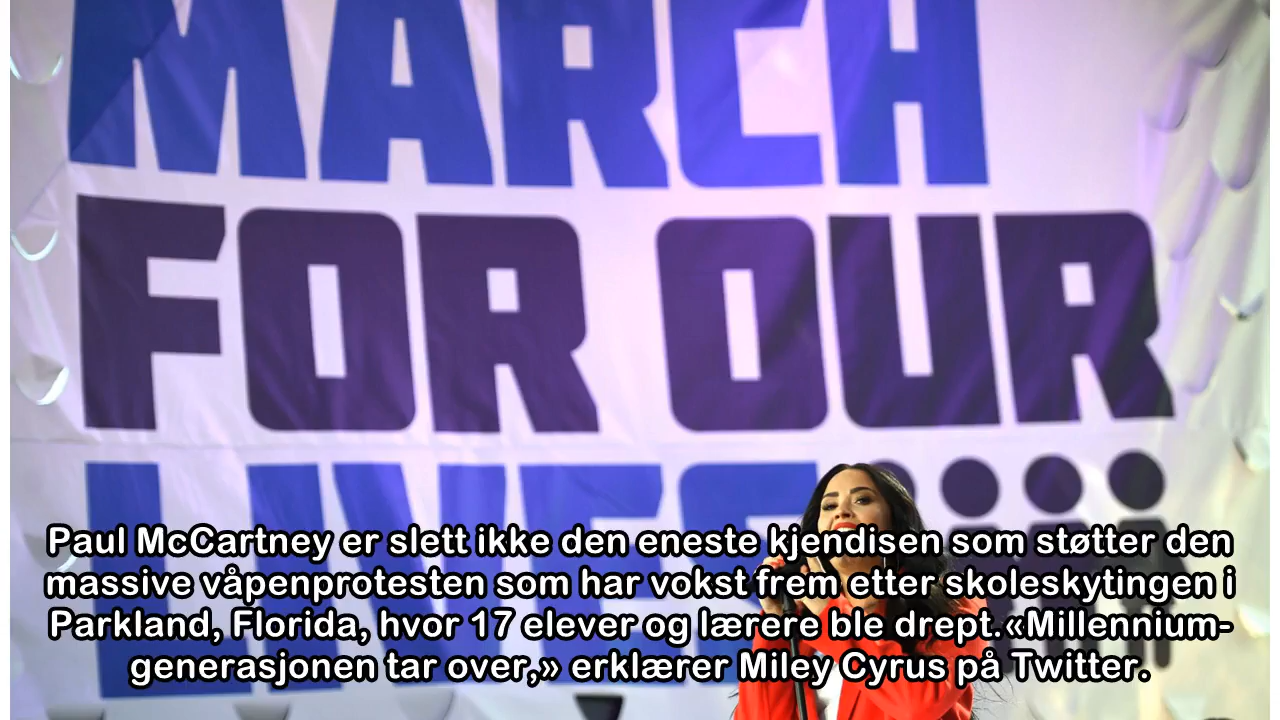 MARCH
FOR OUR
LIVES
Paul McCartney er slett ikke den eneste kjendisen som støtter den
massive våpenprotesten som har vokst frem etter skoleskytingen i
Parkland, Florida, hvor 17 elever og lærere ble drept.«Millennium-
generasjonen tar over,» erklærer Miley Cyrus på Twitter.